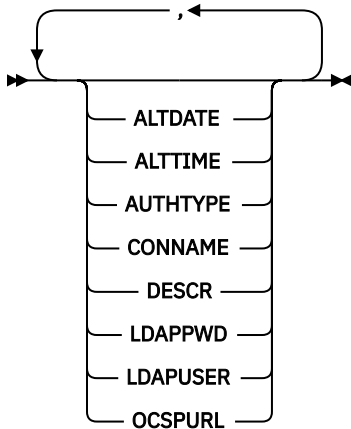 ,
ALTDATE
ALTTIME
AUTHTYPE
CONNAME
DESCR
LDAPPWD
LDAPUSER
OCSPURL